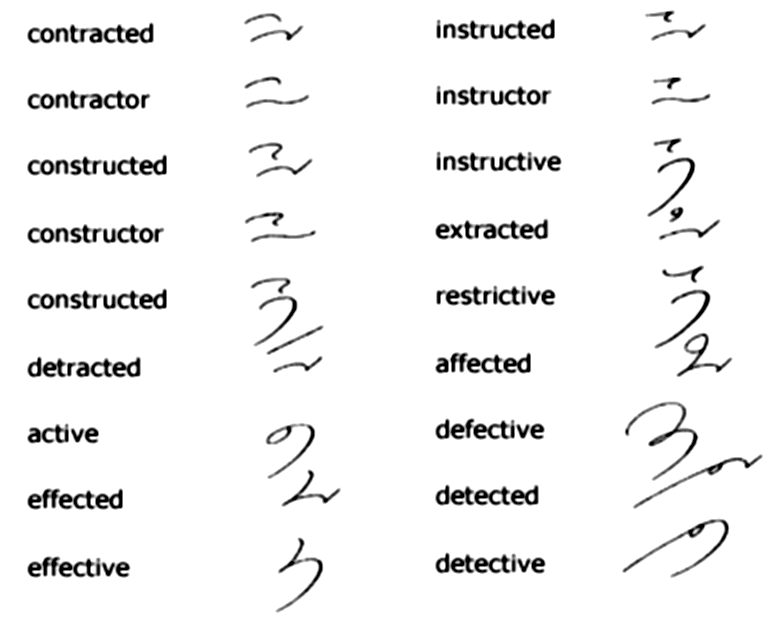 contracted
contractor
constructed
constructor
constructed
detracted
active
effected
effective
instructed
instructor
instructive
extracted
restrictive
affected
defective
detected
detective